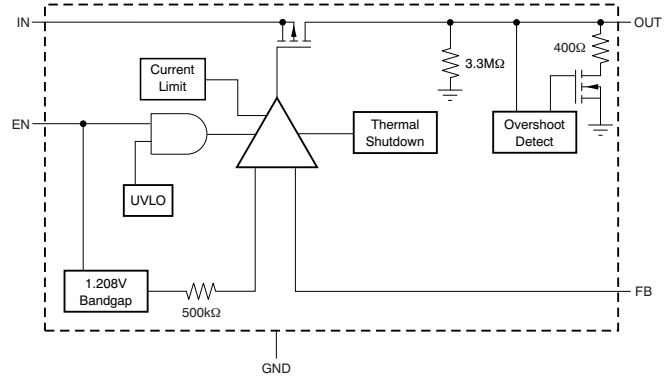 IN
OUT
400Ω
3.3MΩ
Current
Limit
EN
Thermal
Shutdown
Overshoot
Detect
UVLO
1.208V
Bandgap
500kΩ
FB
GND